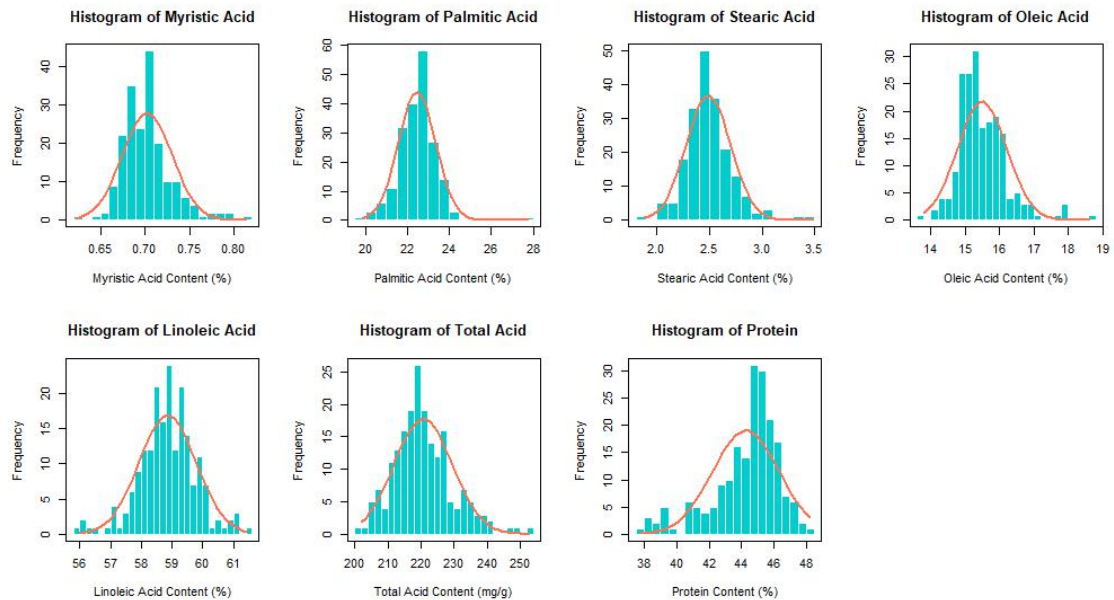 Histogram of Myristic Acid
Frequency
0 10 20 30 40
0.65 0.70 0.75 0.80
Myristic Acid Content (%)
Histogram of Palmitic Acid
Frequency
0 10 20 30 40 50 60
20 22 24 26 28
Palmitic Acid Content (%)
Histogram of Stearic Acid
Frequency
0 10 20 30 40 50
2.0 2.5 3.0 3.5
Stearic Acid Content (%)
Histogram of Oleic Acid
Frequency
0 5 10 15 20 25 30
14 15 16 17 18 19
Oleic Acid Content (%)
Histogram of Linoleic Acid
Frequency
0 5 10 15 20
56 57 58 59 60 61
Linoleic Acid Content (%)
Histogram of Total Acid
Frequency
0 5 10 15 20 25
200 210 220 230 240 250
Total Acid Content (mg/g)
Histogram of Protein
Frequency
0 5 10 15 20 25 30
38 40 42 44 46 48
Protein Content (%)